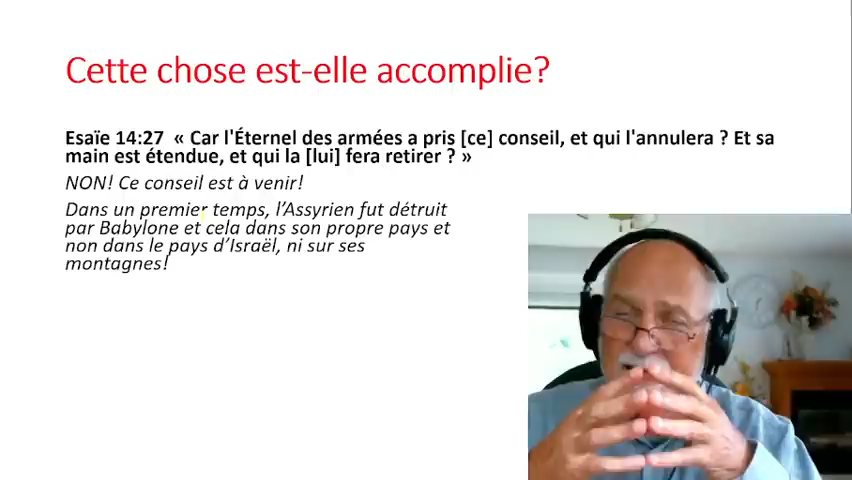 Cette chose est-elle accomplie?
Esaïe 14:27 « Car l'Éternel des armées a pris [ce] conseil, et qui l'annulera ? Et sa
main est étendue, et qui la [lui] fera retirer ? »
NON! Ce conseil est à venir!
Dans un premier temps, l’Assyrien fut détruit
par Babylone et cela dans son propre pays et
non dans le pays d’Israël, ni sur ses
montagnes!